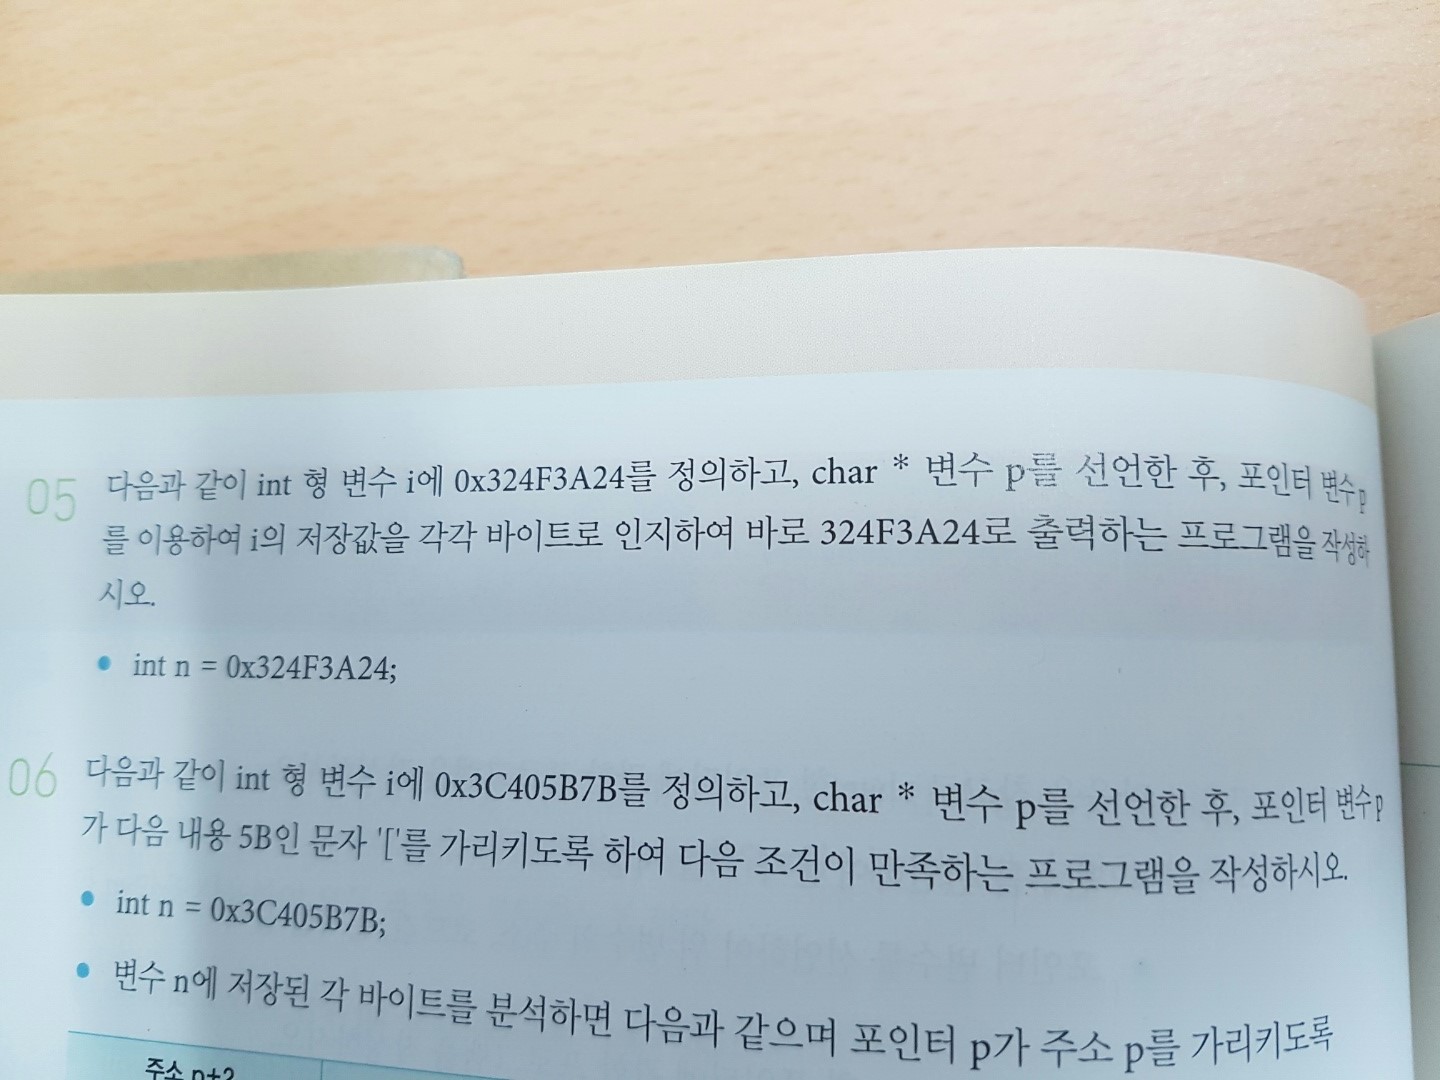 05 다음과 같이 int 형 변수 i에 0x324F3A24를 정의하고, char * 변수 p를 선언한 후, 포인터 변수 p
를 이용하여 i의 저장값을 각각 바이트로 인지하여 바로 324F3A24로 출력하는 프로그램을 작성하
시오.
• int n = 0x324F3A24;
06 다음과 같이 int 형 변수 i에 0x3C405B7B를 정의하고, char * 변수 p를 선언한 후, 포인터 변수 p
가 다음 내용 5B인 문자 '['를 가리키도록 하여 다음 조건이 만족하는 프로그램을 작성하시오.
• int n = 0x3C405B7B;
• 변수 n에 저장된 각 바이트를 분석하면 다음과 같으며 포인터 p가 주소 p를 가리키도록
주소 p+2